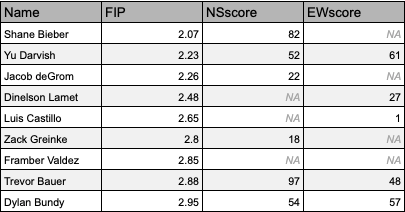 Name FIP NSscore EWscore
Shane Bieber 2.07 82 NA
Yu Darvish 2.23 52 61
Jacob deGrom 2.26 22 NA
Dinelson Lamet 2.48 NA 27
Luis Castillo 2.65 NA 1
Zack Greinke 2.8 18 NA
Framber Valdez 2.85 NA NA
Trevor Bauer 2.88 97 48
Dylan Bundy 2.95 54 57